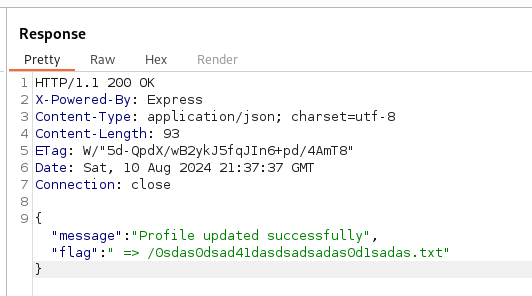 Response
Pretty Raw Hex Render
1 HTTP/1.1 200 OK
2 X-Powered-By: Express
3 Content-Type: application/json; charset=utf-8
4 Content-Length: 93
5 ETag: W/"5d-QpdX/wB2ykJ5fqJIn6+pd/4AmT8"
6 Date: Sat, 10 Aug 2024 21:37:37 GMT
7 Connection: close
8
9 {
"message":"Profile updated successfully",
"flag":" => /0sdas0dsad41dasdsadsadas0d1sadas.txt"
}